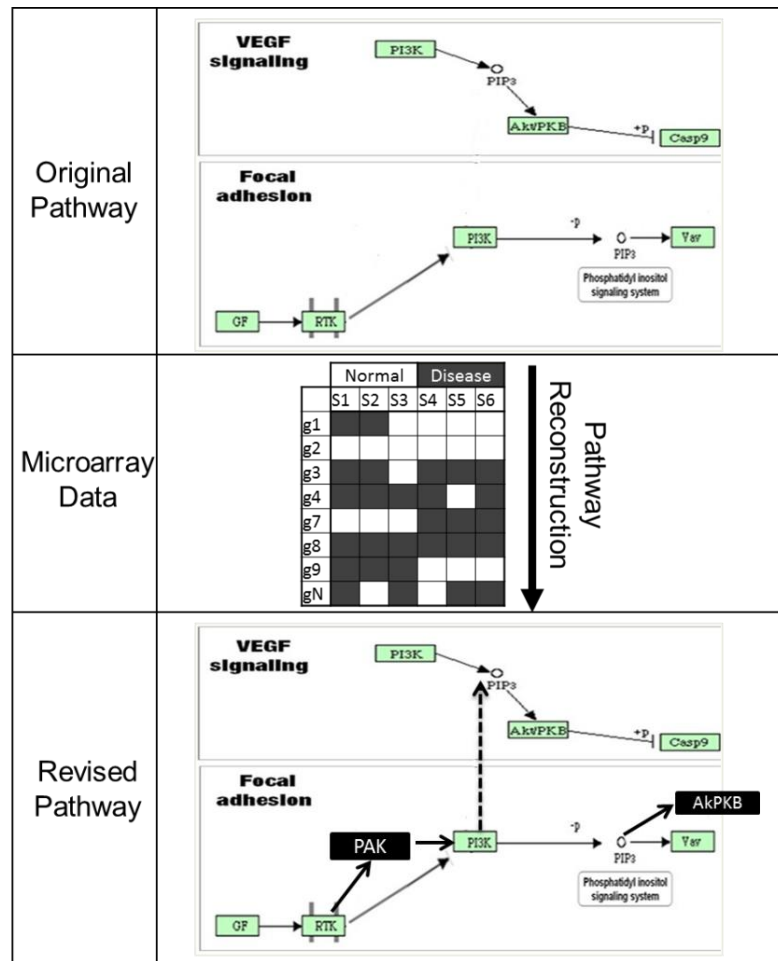 Original
Pathway
VEGF
signaling
PI3K
PIP3
Akt/PKB
+p
Casp9
Focal
adhesion
PI3K
-p
PIP3
Vav
Phosphatidyl inositol
signaling system
GF
RTK
Microarray
Data
Normal Disease
S1 S2 S3 S4 S5 S6
g1
g2
g3
g4
g7
g8
g9
gN
Pathway
Reconstruction
Revised
Pathway
VEGF
signaling
PI3K
PIP3
Akt/PKB
+p
Casp9
Focal
adhesion
AkPKB
PAK
PI3K
-p
PIP3
Vav
Phosphatidyl inositol
signaling system
GF
RTK